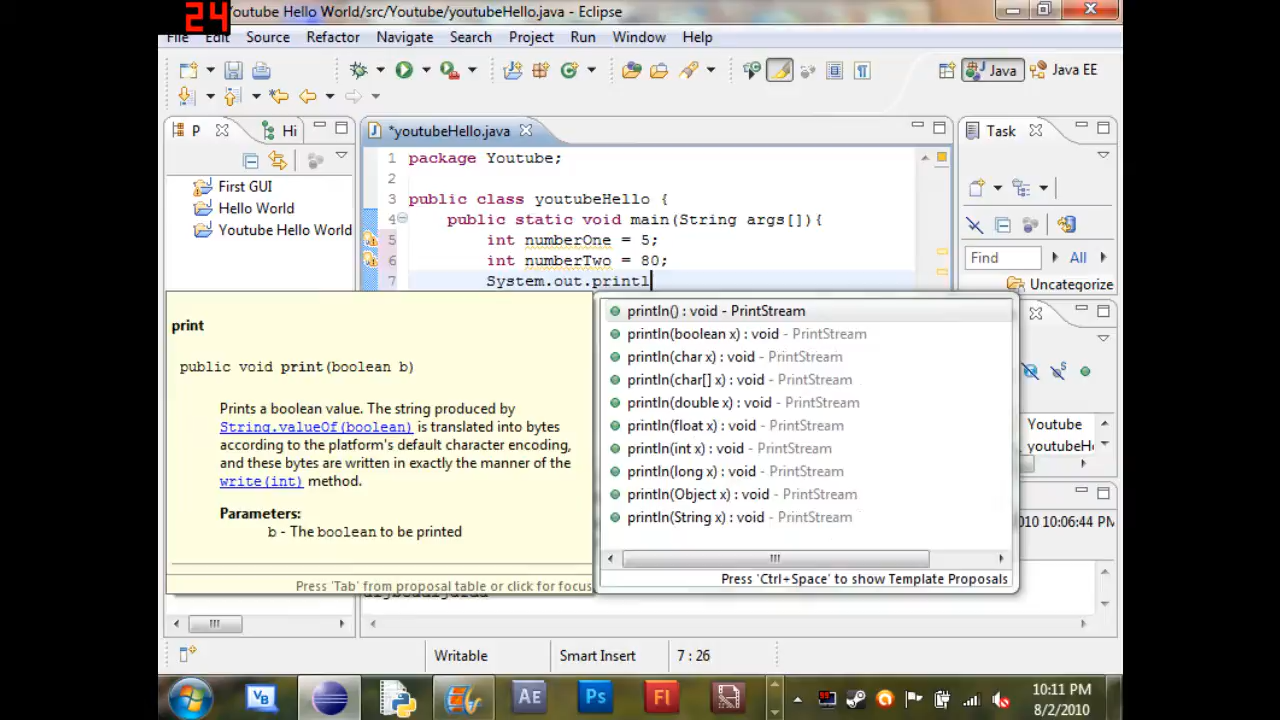 24
Youtube Hello World/src/Youtube/youtubeHello.java - Eclipse
File Edit Source Refactor Navigate Search Project Run Window Help
Java Java EE
P Hi
*youtubeHello.java
Task
First GUI
Hello World
Youtube Hello World
1 package Youtube;
2
3 public class youtubeHello {
4 public static void main(String args[]){
5 int numberOne = 5;
6 int numberTwo = 80;
7 System.out.printl
Find All
Uncategorize
print
public void print(boolean b)
Prints a boolean value. The string produced by
String.valueOf(boolean) is translated into bytes
according to the platform's default character encoding,
and these bytes are written in exactly the manner of the
write(int) method.
Parameters:
b - The boolean to be printed
Press 'Tab' from proposal table or click for focus
println() : void - PrintStream
println(boolean x) : void - PrintStream
println(char x) : void - PrintStream
println(char[] x) : void - PrintStream
println(double x) : void - PrintStream
println(float x) : void - PrintStream
println(int x) : void - PrintStream
println(long x) : void - PrintStream
println(Object x) : void - PrintStream
println(String x) : void - PrintStream
Press 'Ctrl+Space' to show Template Proposals
Youtube
youtubeHe
010 10:06:44 PM
Writable Smart Insert 7 : 26
VB AE Ps Fl
10:11 PM
8/2/2010